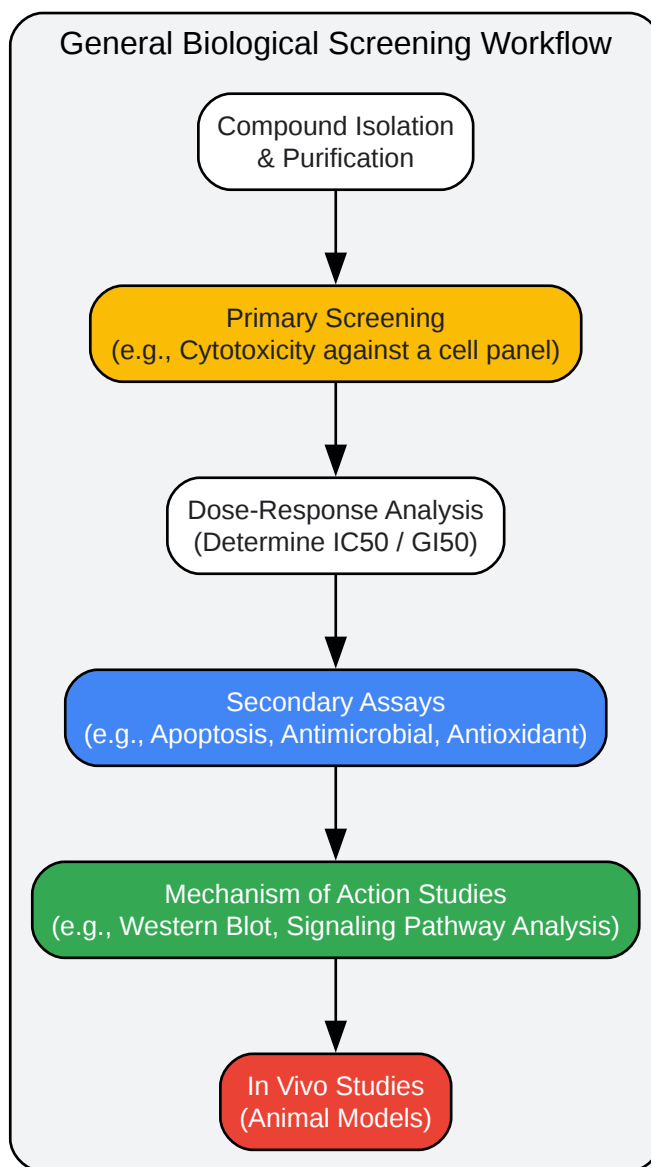 General Biological Screening Workflow
Compound Isolation
& Purification
Primary Screening
(e.g., Cytotoxicity against a cell panel)
Dose-Response Analysis
(Determine IC50 / GI50)
Secondary Assays
(e.g., Apoptosis, Antimicrobial, Antioxidant)
Mechanism of Action Studies
(e.g., Western Blot, Signaling Pathway Analysis)
In Vivo Studies
(Animal Models)